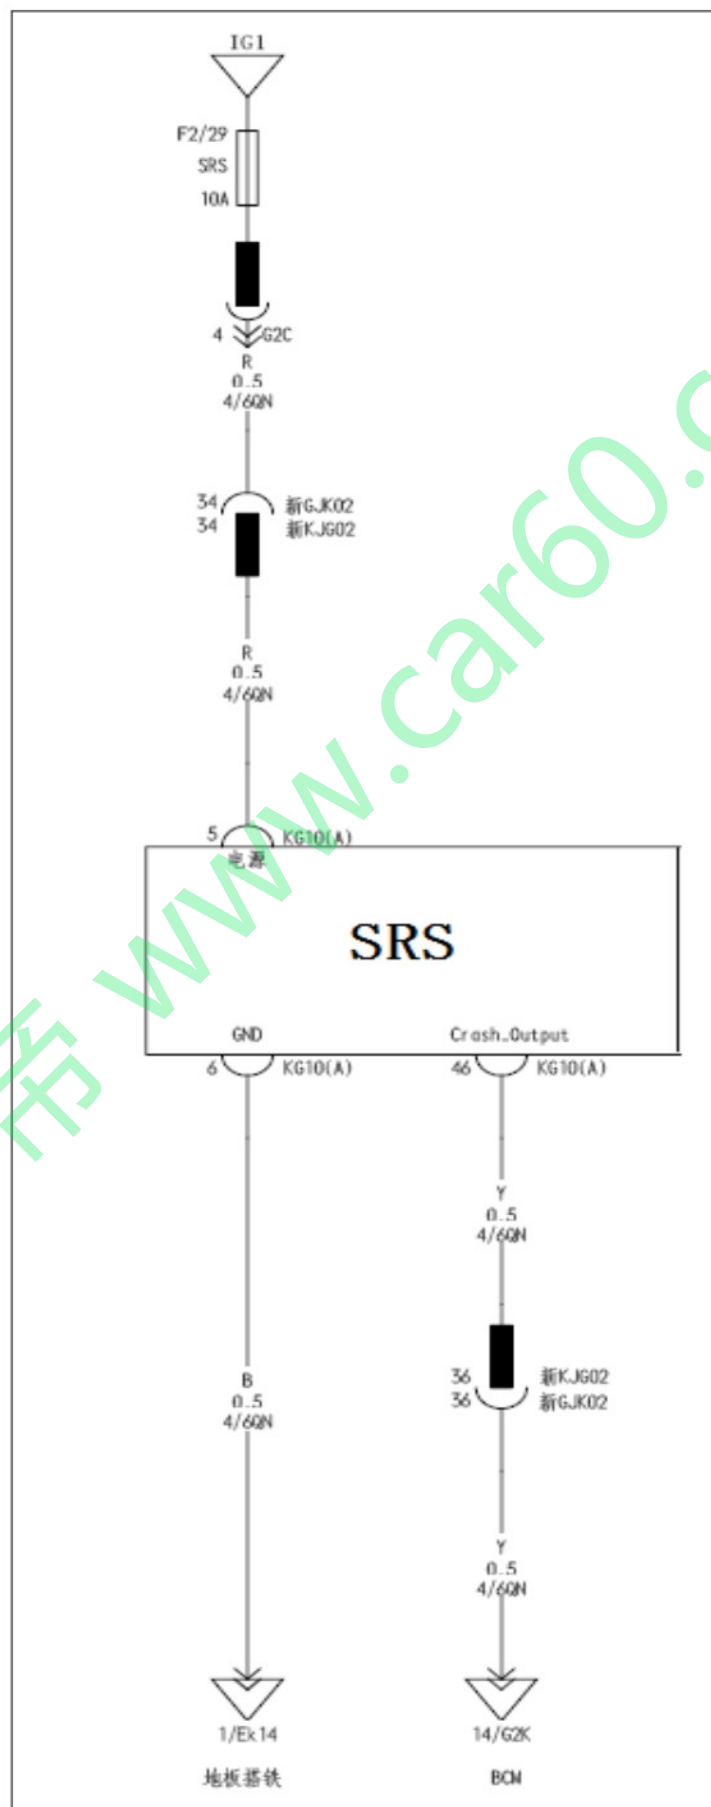 IG1
F2/29
SRS
10A
4 G2C
R
0.5
4/6QN
34 新GJK02
34 新KJG02
R
0.5
4/6QN
5 KG10(A)
电源
SRS
GND Crash_Output
6 KG10(A) 46 KG10(A)
Y
0.5
4/6QN
36 新KJG02
36 新GJK02
B
0.5
4/6QN
Y
0.5
4/6QN
1/Ek14 14/G2K
地板搭铁 BCM
帝 www.car60.c